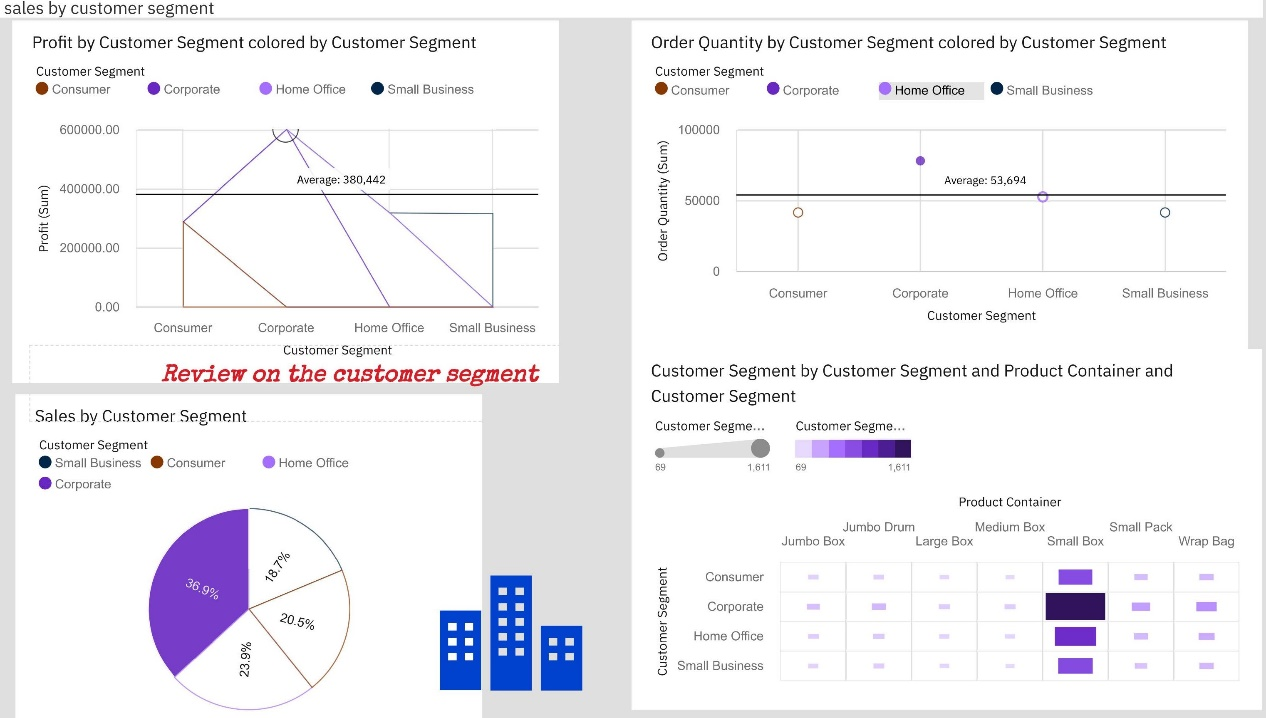 sales by customer segment
Profit by Customer Segment colored by Customer Segment
Customer Segment
Consumer Corporate Home Office Small Business
600000.00
400000.00
200000.00
0.00
Profit (Sum)
Average: 380,442
Consumer Corporate Home Office Small Business
Customer Segment
Review on the customer segment
Order Quantity by Customer Segment colored by Customer Segment
Customer Segment
Consumer Corporate Home Office Small Business
100000
50000
0
Order Quantity (Sum)
Average: 53,694
Consumer Corporate Home Office Small Business
Customer Segment
Sales by Customer Segment
Customer Segment
Small Business Consumer Home Office
Corporate
18.7%
36.9%
20.5%
23.9%
Customer Segment by Customer Segment and Product Container and
Customer Segment
Customer Segme... Customer Segme...
69 1,611 69 1,611
Product Container
Jumbo Box Jumbo Drum Large Box Medium Box Small Box Small Pack Wrap Bag
Customer Segment
Consumer
Corporate
Home Office
Small Business